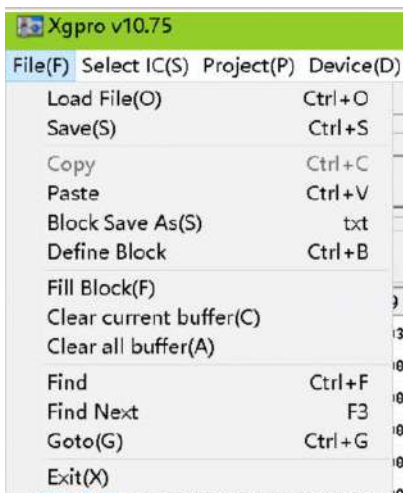 Xgpro v10.75
File(F) Select IC(S) Project(P) Device(D)
Load File(O) Ctrl+O
Save(S) Ctrl+S
Copy Ctrl+C
Paste Ctrl+V
Block Save As(S) txt
Define Block Ctrl+B
Fill Block(F)
Clear current buffer(C)
Clear all buffer(A)
Find Ctrl+F
Find Next F3
Goto(G) Ctrl+G
Exit(X)